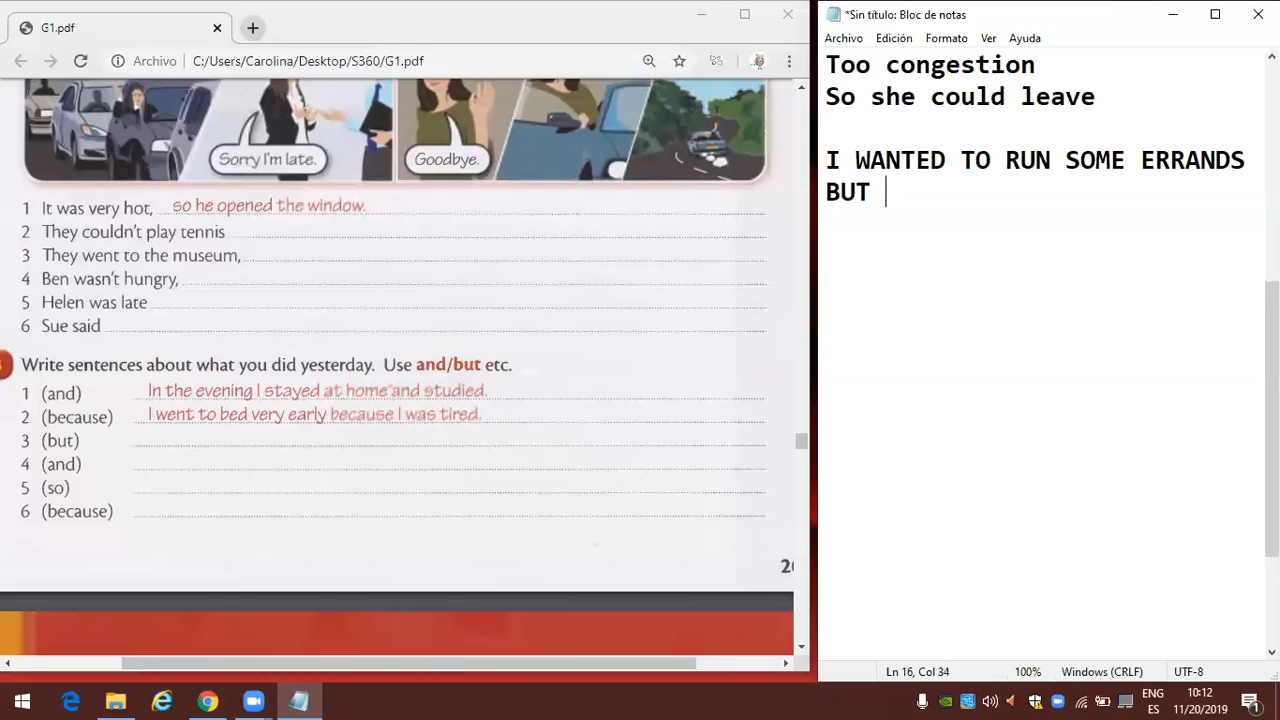 G1.pdf
Archivo C:/Users/Carolina/Desktop/S360/G1.pdf
Sorry I'm late.
Goodbye.
1 It was very hot, so he opened the window.
2 They couldn't play tennis
3 They went to the museum,
4 Ben wasn't hungry,
5 Helen was late
6 Sue said
Write sentences about what you did yesterday. Use and/but etc.
1 (and) In the evening I stayed at home and studied.
2 (because) I went to bed very early because I was tired.
3 (but)
4 (and)
5 (so)
6 (because)
*Sin título: Bloc de notas
Archivo Edición Formato Ver Ayuda
Too congestion
So she could leave
I WANTED TO RUN SOME ERRANDS
BUT
Ln 16, Col 34 100% Windows (CRLF) UTF-8
ENG 10:12
ES 11/20/2019